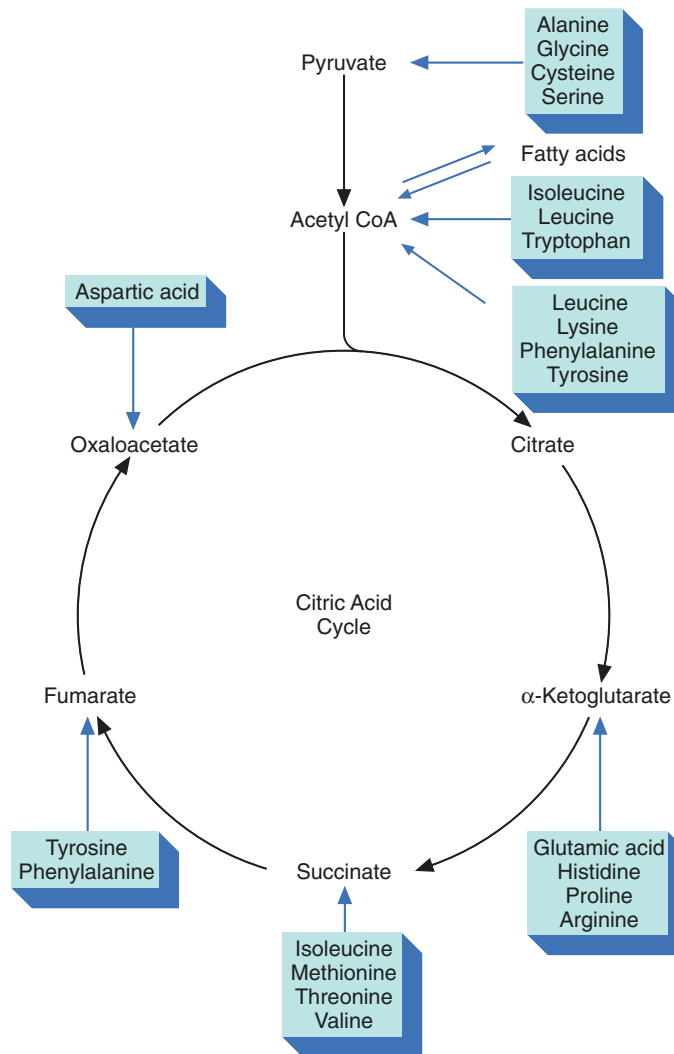 Pyruvate
Alanine
Glycine
Cysteine
Serine
Fatty acids
Acetyl CoA
Isoleucine
Leucine
Tryptophan
Aspartic acid
Leucine
Lysine
Phenylalanine
Tyrosine
Oxaloacetate
Citrate
Citric Acid
Cycle
Fumarate
α-Ketoglutarate
Tyrosine
Phenylalanine
Succinate
Glutamic acid
Histidine
Proline
Arginine
Isoleucine
Methionine
Threonine
Valine